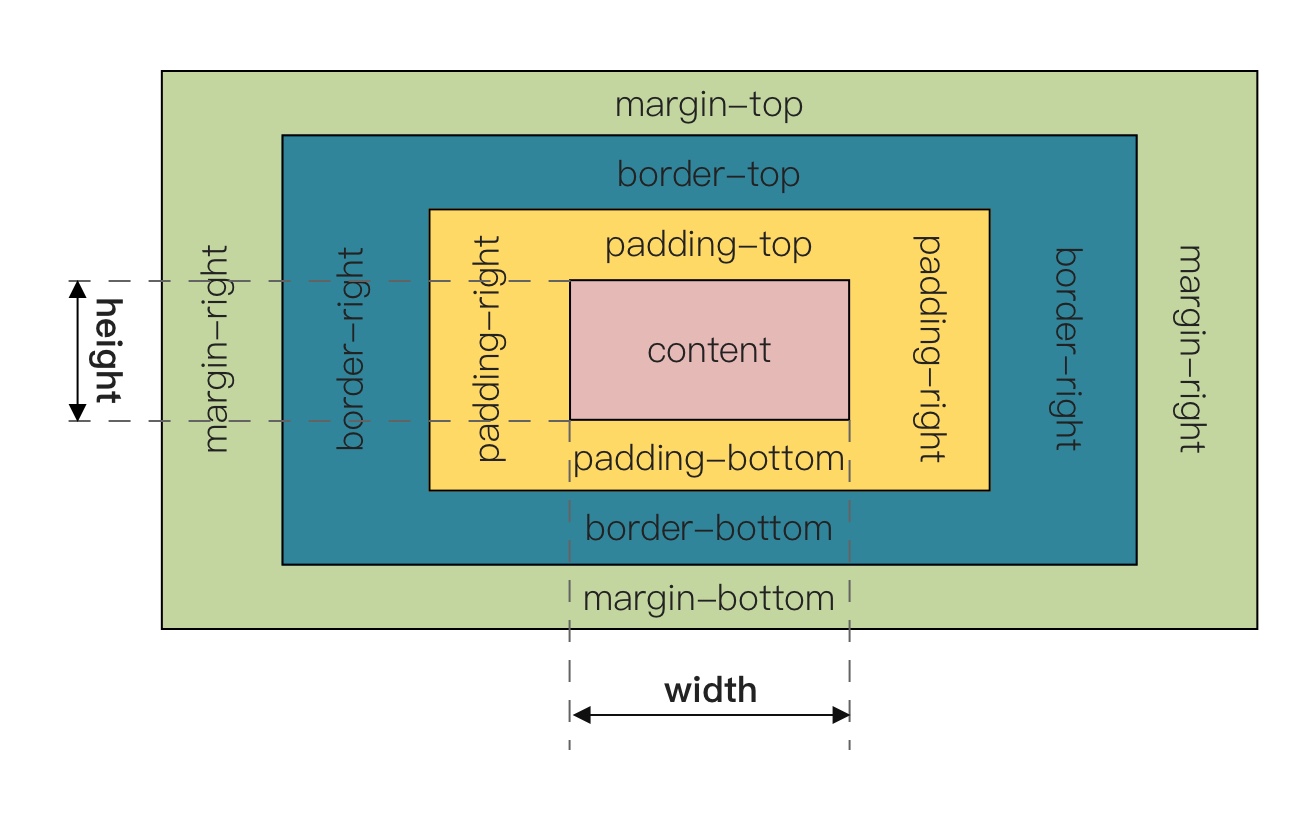 margin-top
border-top
padding-top
height
margin-right
border-right
padding-right
content
padding-right
border-right
margin-right
padding-bottom
border-bottom
margin-bottom
width